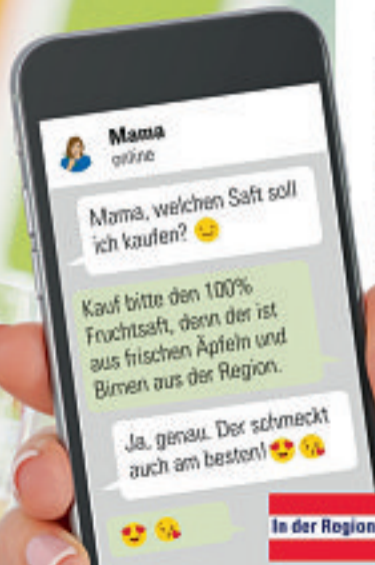 Mama
online
Mama, welchen Saft soll
ich kaufen? 😉
Kauf bitte den 100%
Fruchtsaft, denn der ist
aus frischen Äpfeln und
Birnen aus der Region.
Ja, genau. Der schmeckt
auch am besten! 😍 😘
😍 😘
In der Region